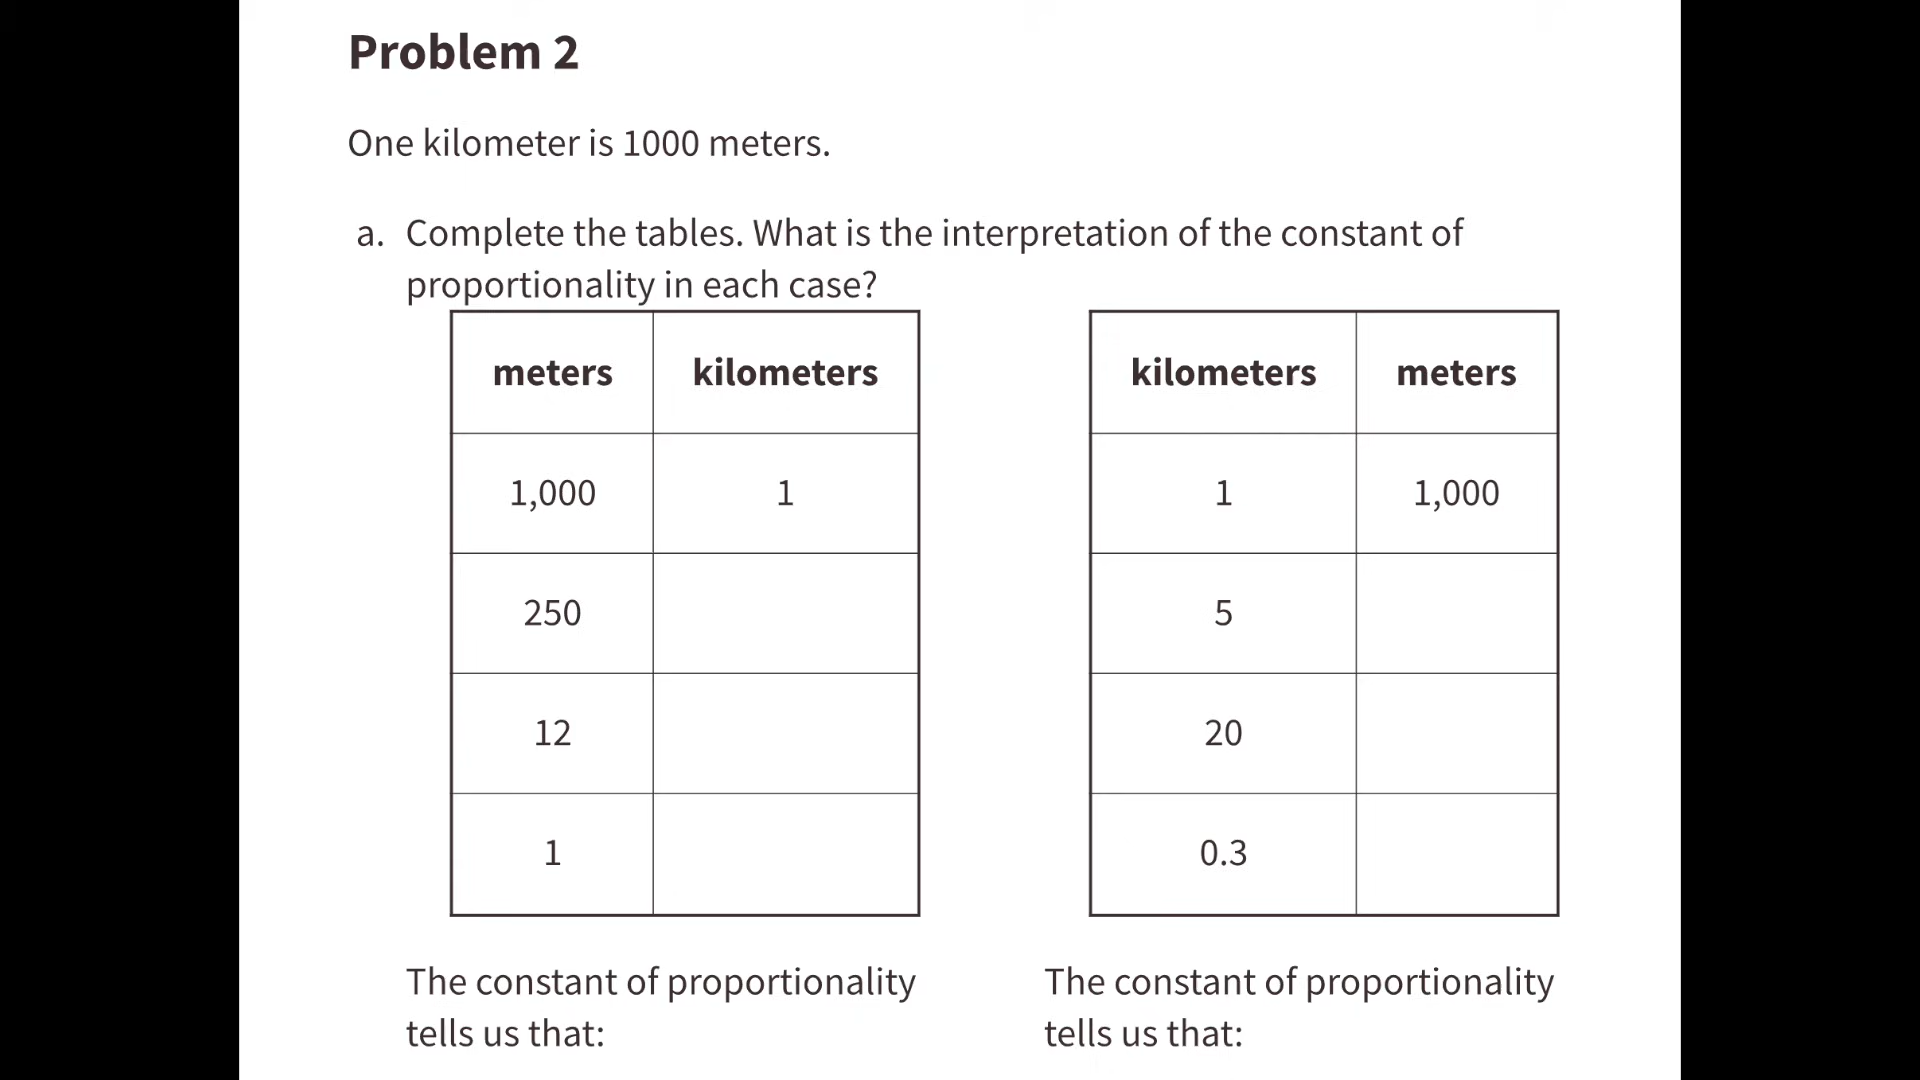 Problem 2
One kilometer is 1000 meters.
a. Complete the tables. What is the interpretation of the constant of
proportionality in each case?
meters kilometers
1,000 1
250
12
1
The constant of proportionality
tells us that:
kilometers meters
1 1,000
5
20
0.3
The constant of proportionality
tells us that: